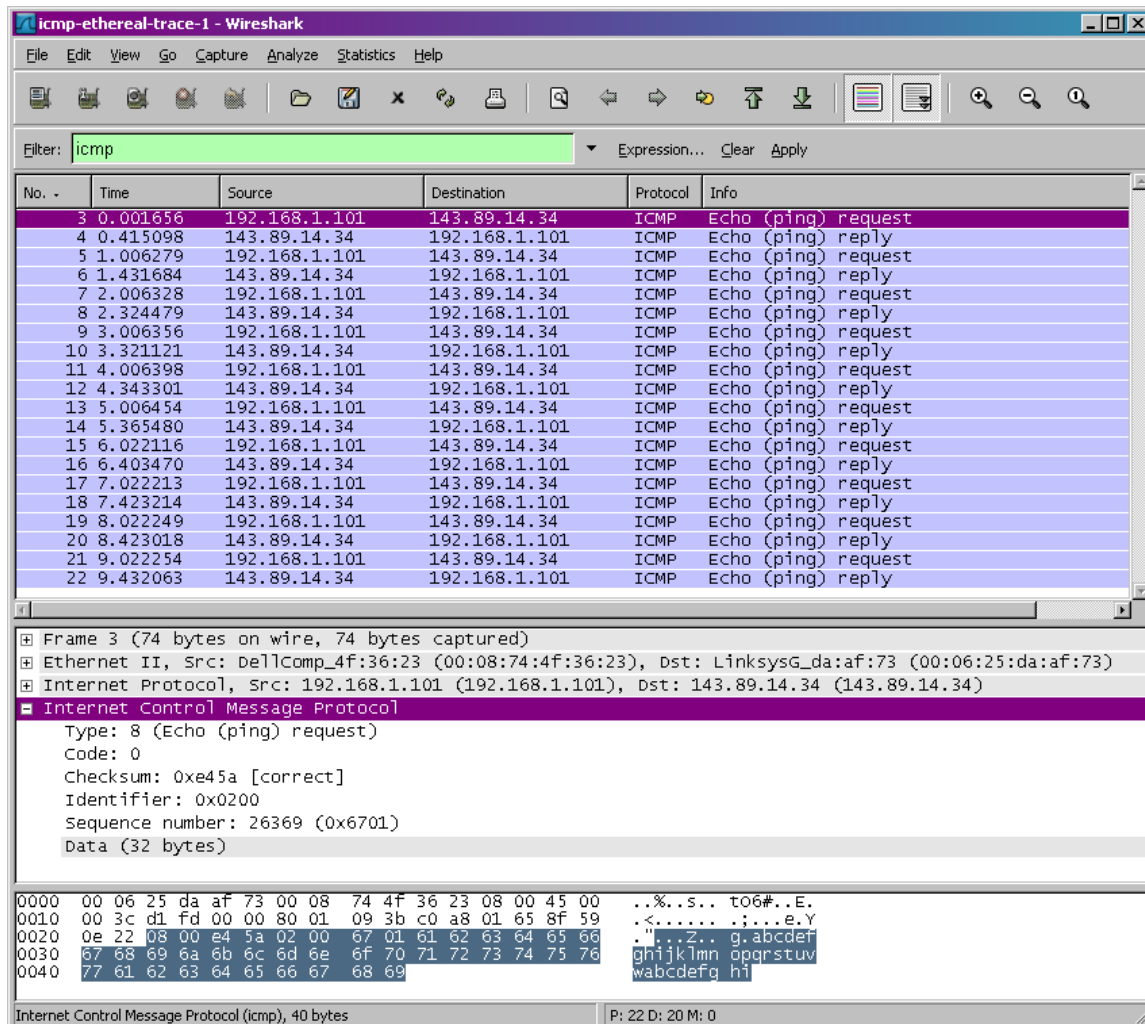 icmp-ethereal-trace-1 - Wireshark
File Edit View Go Capture Analyze Statistics Help
Filter: icmp Expression... Clear Apply
No. - Time Source Destination Protocol Info
3 0.001656 192.168.1.101 143.89.14.34 ICMP Echo (ping) request
4 0.415098 143.89.14.34 192.168.1.101 ICMP Echo (ping) reply
5 1.006279 192.168.1.101 143.89.14.34 ICMP Echo (ping) request
6 1.431684 143.89.14.34 192.168.1.101 ICMP Echo (ping) reply
7 2.006328 192.168.1.101 143.89.14.34 ICMP Echo (ping) request
8 2.324479 143.89.14.34 192.168.1.101 ICMP Echo (ping) reply
9 3.006356 192.168.1.101 143.89.14.34 ICMP Echo (ping) request
10 3.321121 143.89.14.34 192.168.1.101 ICMP Echo (ping) reply
11 4.006398 192.168.1.101 143.89.14.34 ICMP Echo (ping) request
12 4.343301 143.89.14.34 192.168.1.101 ICMP Echo (ping) reply
13 5.006454 192.168.1.101 143.89.14.34 ICMP Echo (ping) request
14 5.365480 143.89.14.34 192.168.1.101 ICMP Echo (ping) reply
15 6.022116 192.168.1.101 143.89.14.34 ICMP Echo (ping) request
16 6.403470 143.89.14.34 192.168.1.101 ICMP Echo (ping) reply
17 7.022213 192.168.1.101 143.89.14.34 ICMP Echo (ping) request
18 7.423214 143.89.14.34 192.168.1.101 ICMP Echo (ping) reply
19 8.022249 192.168.1.101 143.89.14.34 ICMP Echo (ping) request
20 8.423018 143.89.14.34 192.168.1.101 ICMP Echo (ping) reply
21 9.022254 192.168.1.101 143.89.14.34 ICMP Echo (ping) request
22 9.432063 143.89.14.34 192.168.1.101 ICMP Echo (ping) reply
Frame 3 (74 bytes on wire, 74 bytes captured)
Ethernet II, Src: DellComp_4f:36:23 (00:08:74:4f:36:23), Dst: LinksysG_da:af:73 (00:06:25:da:af:73)
Internet Protocol, Src: 192.168.1.101 (192.168.1.101), Dst: 143.89.14.34 (143.89.14.34)
Internet Control Message Protocol
Type: 8 (Echo (ping) request)
Code: 0
Checksum: 0xe45a [correct]
Identifier: 0x0200
Sequence number: 26369 (0x6701)
Data (32 bytes)
0000 00 06 25 da af 73 00 08 74 4f 36 23 08 00 45 00 ..%..s.. tO6#..E.
0010 00 3c d1 fd 00 00 80 01 09 3b c0 a8 01 65 8f 59 .<...... .;...e.Y
0020 0e 22 08 00 e4 5a 02 00 67 01 61 62 63 64 65 66 ."...Z.. g.abcdef
0030 67 68 69 6a 6b 6c 6d 6e 6f 70 71 72 73 74 75 76 ghijklmn opqrstuv
0040 77 61 62 63 64 65 66 67 68 69 wabcdefg hi
Internet Control Message Protocol (icmp), 40 bytes P: 22 D: 20 M: 0